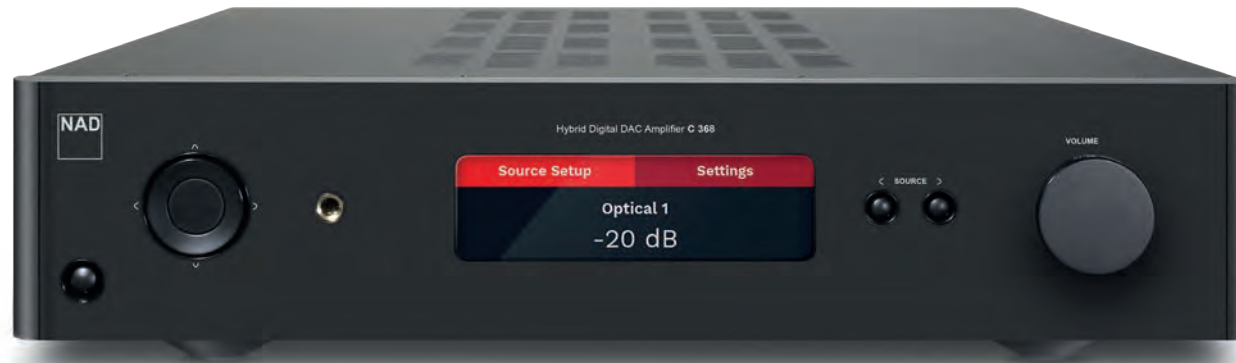 NAD
Hybrid Digital DAC Amplifier C 368
VOLUME
Source Setup Settings
< SOURCE >
Optical 1
-20 dB